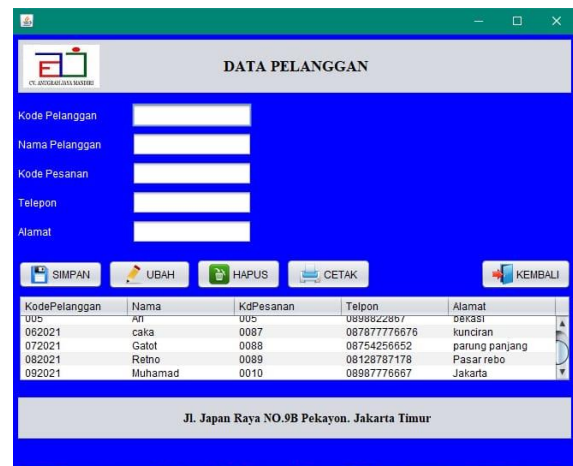 CV. ANUGRAH JAYA MANDIRI
DATA PELANGGAN
Kode Pelanggan
Nama Pelanggan
Kode Pesanan
Telepon
Alamat
SIMPAN UBAH HAPUS CETAK KEMBALI
KodePelanggan Nama KdPesanan Telpon Alamat
005 Ari 005 0898822867 bekasi
062021 caka 0087 087877776676 kunciran
072021 Gatot 0088 08754256652 parung panjang
082021 Retno 0089 08128787178 Pasar rebo
092021 Muhamad 0010 08987776667 Jakarta
Jl. Japan Raya NO.9B Pekayon. Jakarta Timur